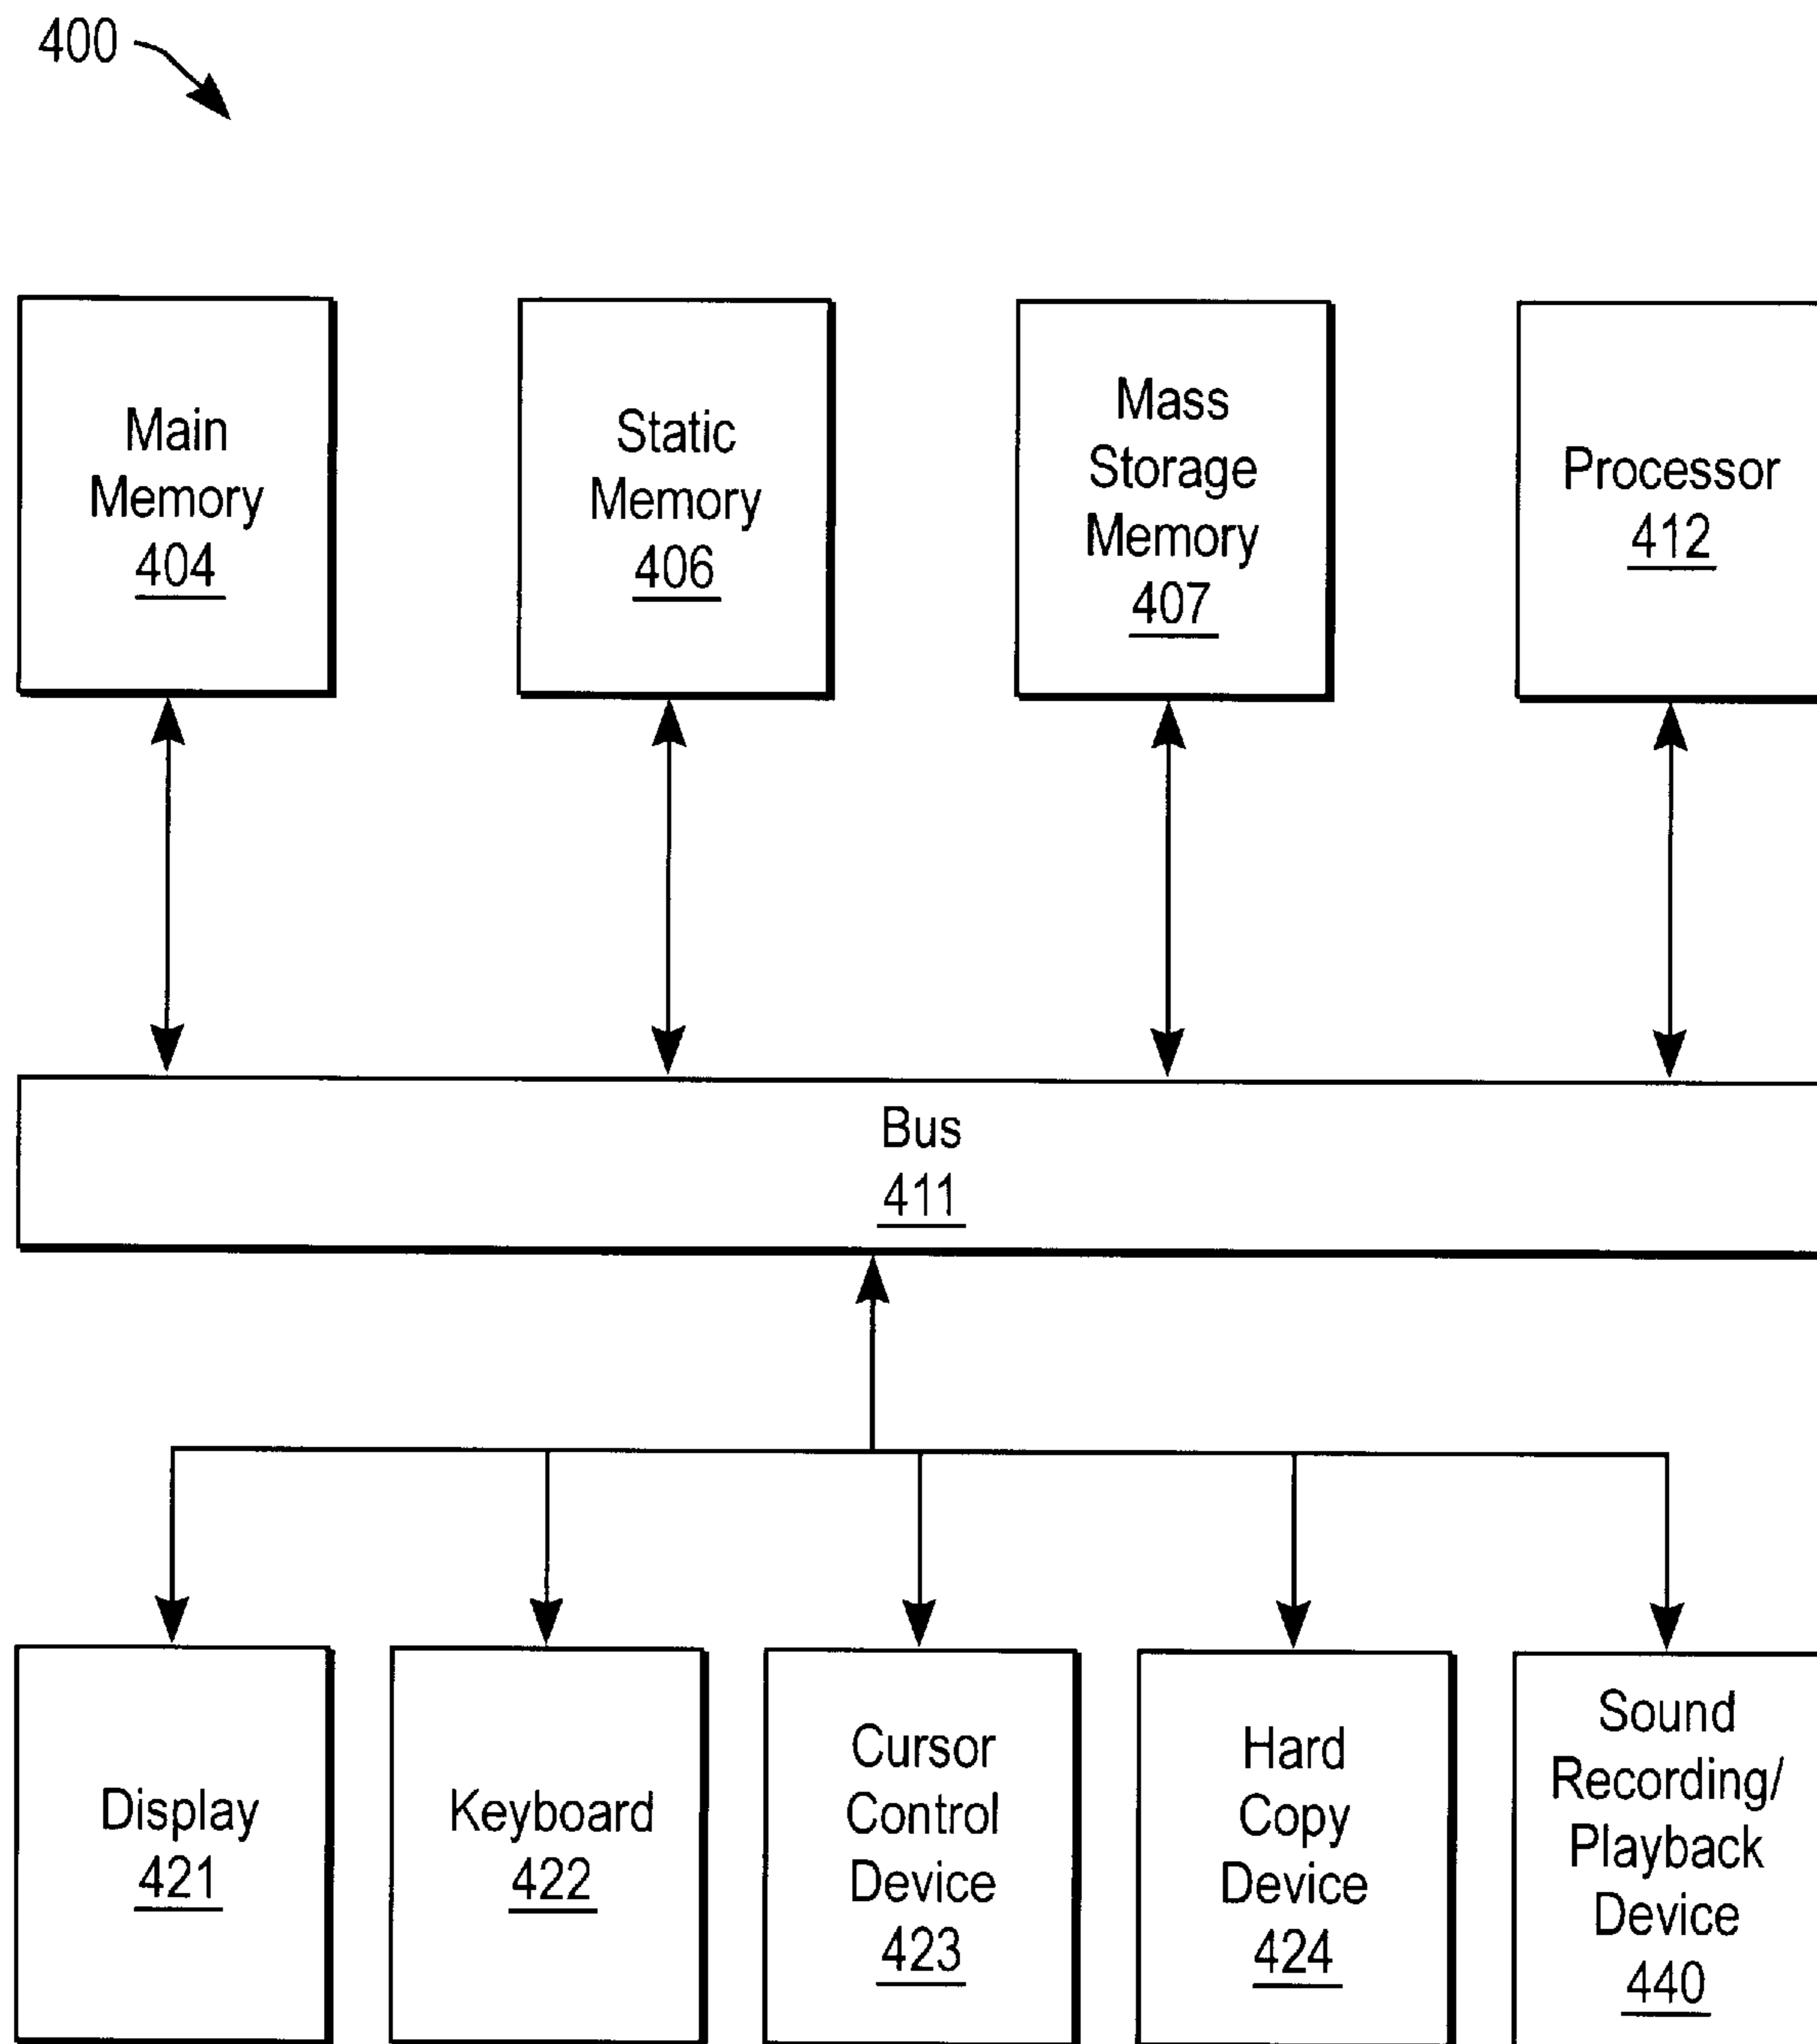 400
Main
Memory
404
Static
Memory
406
Mass
Storage
Memory
407
Processor
412
Bus
411
Display
421
Keyboard
422
Cursor
Control
Device
423
Hard
Copy
Device
424
Sound
Recording/
Playback
Device
440